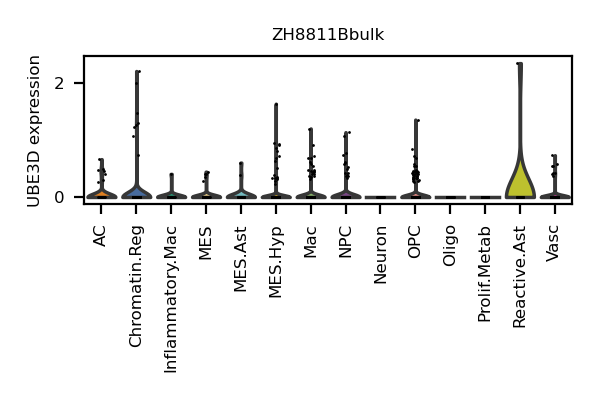 ZH8811Bbulk
UBE3D expression
2
0
AC
Chromatin.Reg
Inflammatory.Mac
MES
MES.Ast
MES.Hyp
Mac
NPC
Neuron
OPC
Oligo
Prolif.Metab
Reactive.Ast
Vasc